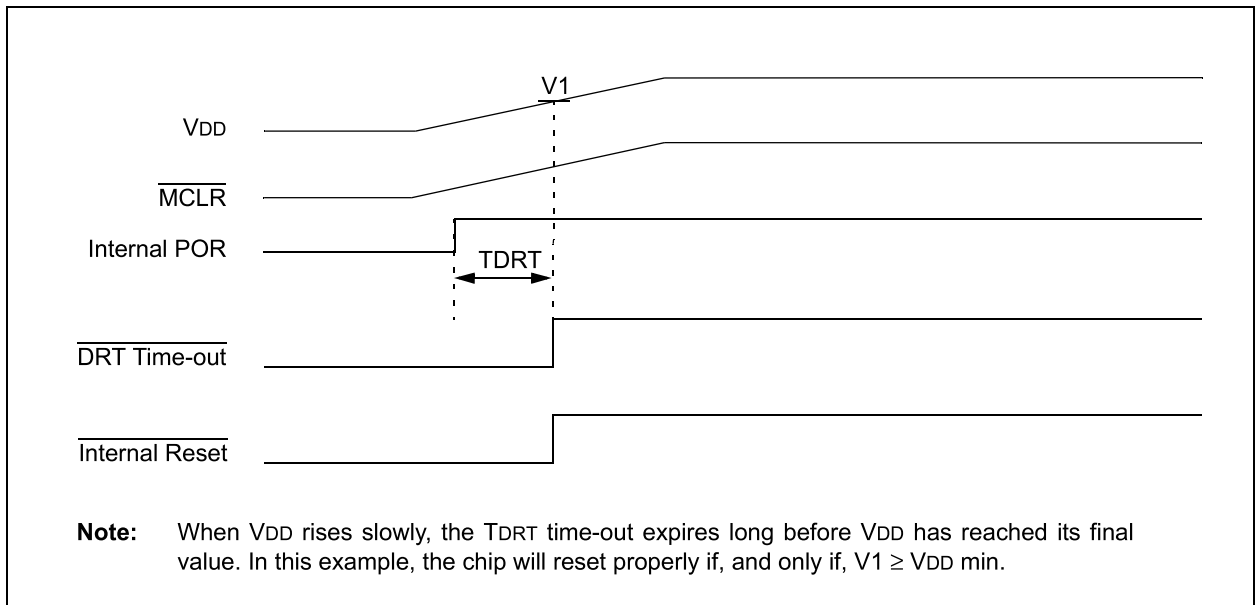 V1
VDD
MCLR
Internal POR
TDRT
DRT Time-out
Internal Reset
Note: When VDD rises slowly, the TDRT time-out expires long before VDD has reached its final
value. In this example, the chip will reset properly if, and only if, V1 ≥ VDD min.